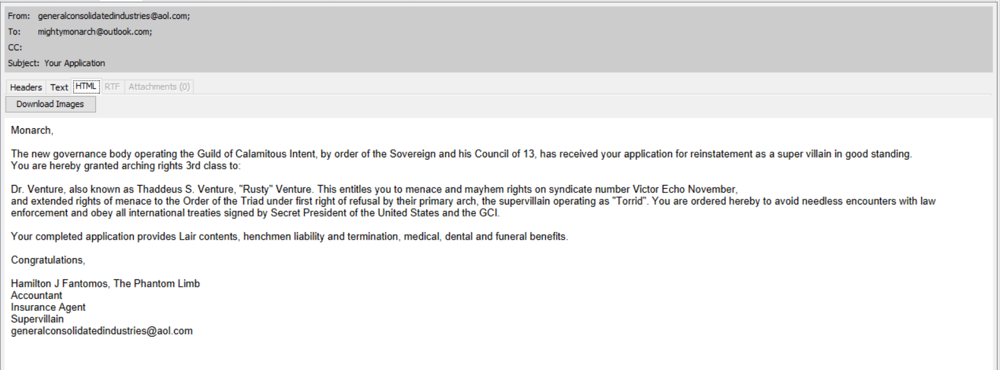 From: generalconsolidatedindustries@aol.com;
To: mightymonarch@outlook.com;
CC:
Subject: Your Application
Headers Text HTML RTF Attachments (0)
Download Images
Monarch,
The new governance body operating the Guild of Calamitous Intent, by order of the Sovereign and his Council of 13, has received your application for reinstatement as a super villain in good standing.
You are hereby granted arching rights 3rd class to:
Dr. Venture, also known as Thaddeus S. Venture, "Rusty" Venture. This entitles you to menace and mayhem rights on syndicate number Victor Echo November,
and extended rights of menace to the Order of the Triad under first right of refusal by their primary arch, the supervillain operating as "Torrid". You are ordered hereby to avoid needless encounters with law
enforcement and obey all international treaties signed by Secret President of the United States and the GCI.
Your completed application provides Lair contents, henchmen liability and termination, medical, dental and funeral benefits.
Congratulations,
Hamilton J Fantomos, The Phantom Limb
Accountant
Insurance Agent
Supervillain
generalconsolidatedindustries@aol.com